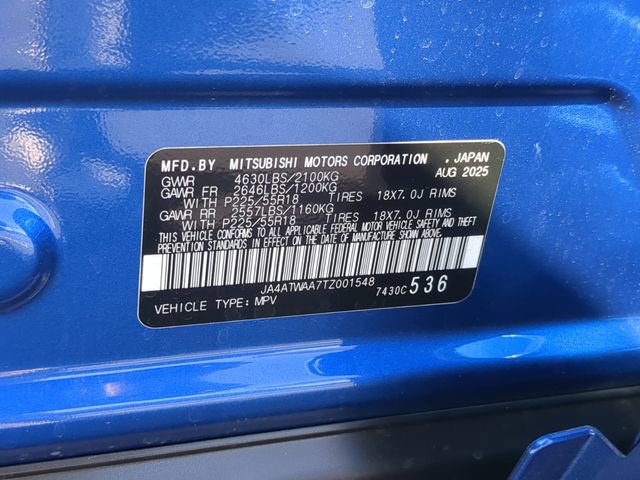 MFD.BY MITSUBISHI MOTORS CORPORATION , JAPAN
GVWR 4630LBS/2100KG AUG 2025
GAWR FR 2646LBS/1200KG
WITH P225/55R18 TIRES 18X7.0J RIMS
GAWR RR 2557LBS/1160KG
WITH P225/55R18 TIRES 18X7.0J RIMS
THIS VEHICLE CONFORMS TO ALL APPLICABLE FEDERAL MOTOR VEHICLE SAFETY AND THEFT
PREVENTION STANDARDS IN EFFECT ON THE DATE OF MANUFACTURE SHOWN ABOVE.
JA4ATWAA7TZ001548
VEHICLE TYPE: MPV 7430C 536